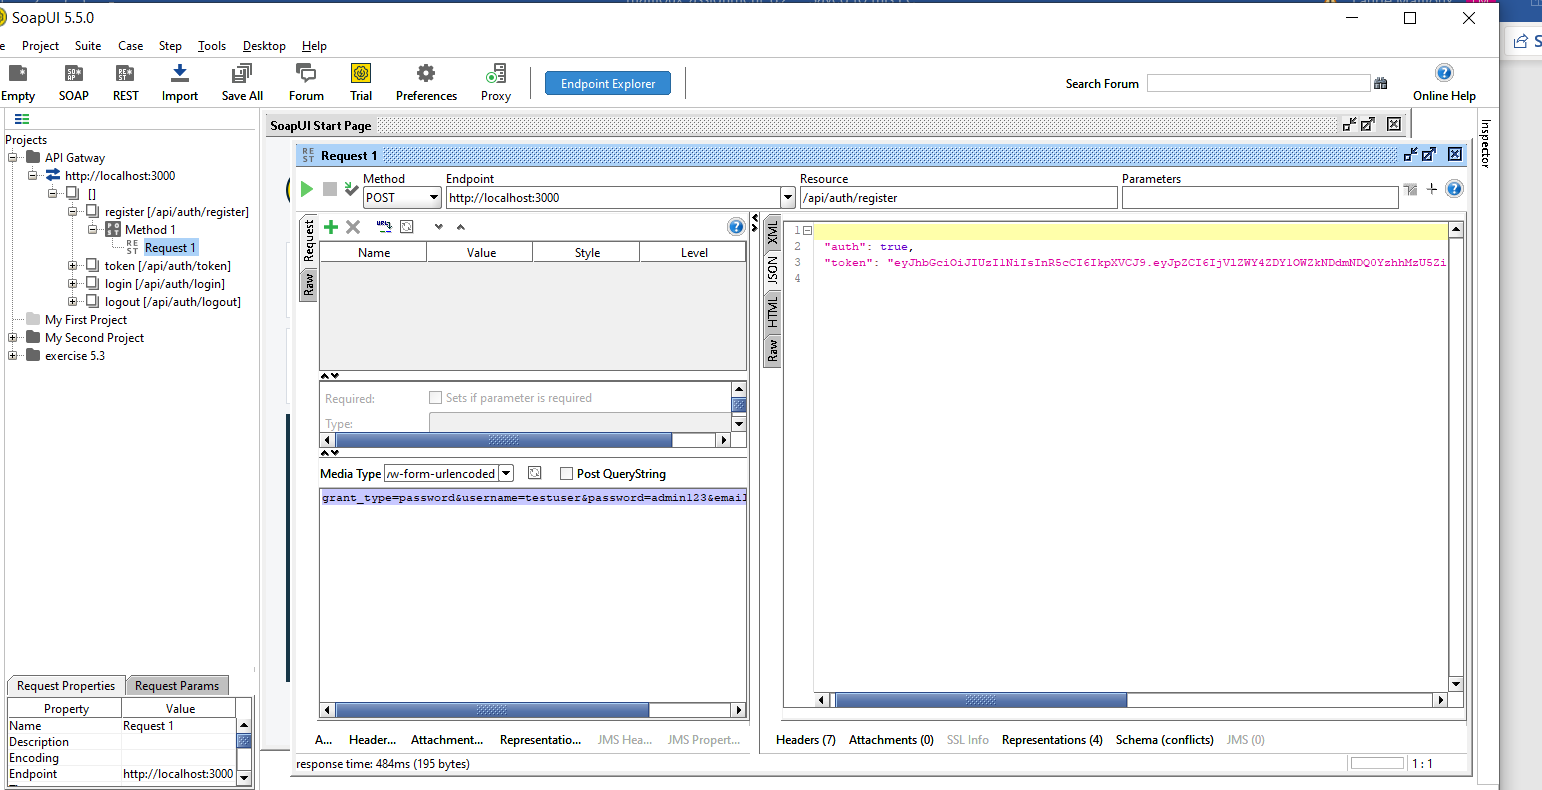 SoapUI 5.5.0
Project Suite Case Step Tools Desktop Help
Empty SOAP REST Import Save All Forum Trial Preferences Proxy Endpoint Explorer Search Forum Online Help
Inspector
Projects
API Gatway
http://localhost:3000
[]
register [/api/auth/register]
Method 1
Request 1
token [/api/auth/token]
login [/api/auth/login]
logout [/api/auth/logout]
My First Project
My Second Project
exercise 5.3
SoapUI Start Page
Request 1
Method Endpoint Resource Parameters
POST http://localhost:3000 /api/auth/register
Request
Raw
Name Value Style Level
Required: Sets if parameter is required
Type:
Media Type /w-form-urlencoded Post QueryString
grant_type=password&username=testuser&password=admin123&email
XML
JSON
HTML
Raw
1
2 "auth": true,
3 "token": "eyJhbGciOiJIUzI1NiIsInR5cCI6IkpXVCJ9.eyJpZCI6IjVlZWY4ZDY1OWZkNDdmNDQ0YzhhMzU5Zi
4
A... Header... Attachment... Representatio... JMS Hea... JMS Propert...
Headers (7) Attachments (0) SSL Info Representations (4) Schema (conflicts) JMS (0)
response time: 484ms (195 bytes)
1 : 1
Request Properties Request Params
Property Value
Name Request 1
Description
Encoding
Endpoint http://localhost:3000